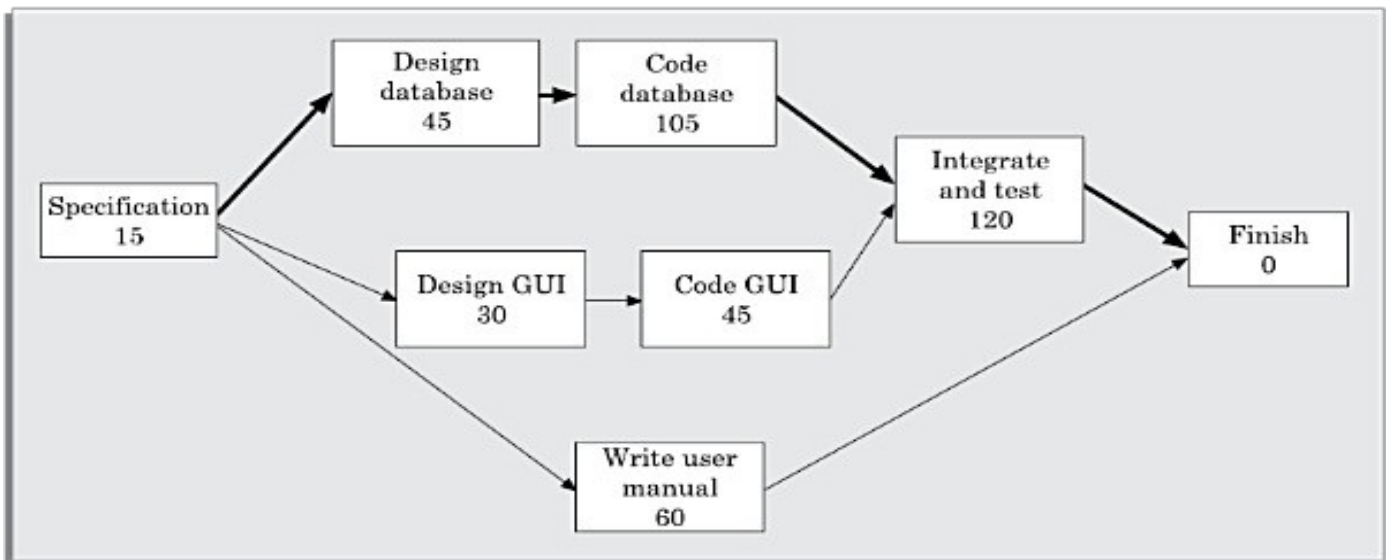 Design
database
45
Code
database
105
Specification
15
Integrate
and test
120
Finish
0
Design GUI
30
Code GUI
45
Write user
manual
60